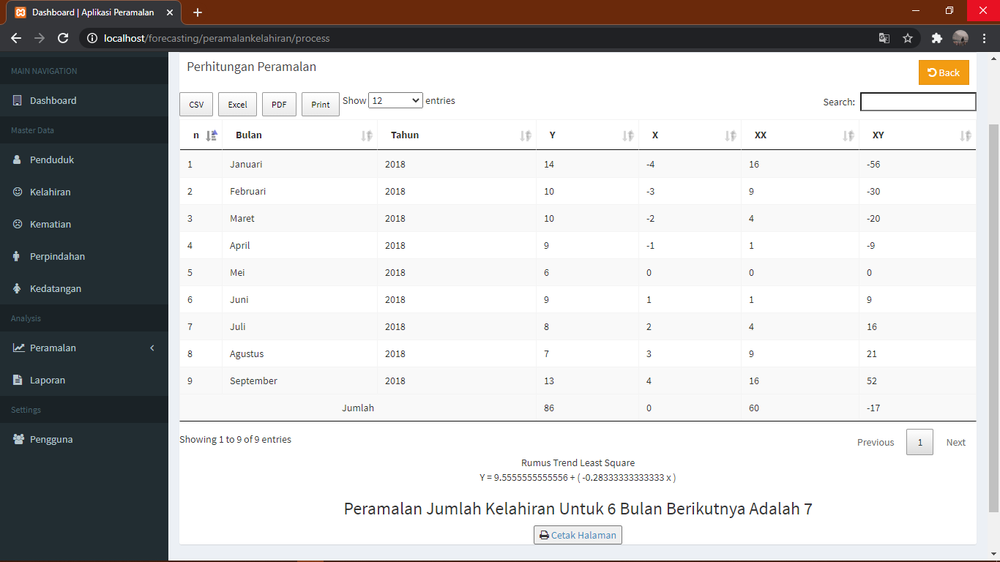 Dashboard | Aplikasi Peramalan
localhost/forecasting/peramalankelahiran/process
MAIN NAVIGATION
Dashboard
Master Data
Penduduk
Kelahiran
Kematian
Perpindahan
Kedatangan
Analysis
Peramalan
Laporan
Settings
Pengguna
Perhitungan Peramalan
Back
CSV Excel PDF Print Show 12 entries Search:
n Bulan Tahun Y X XX XY
1 Januari 2018 14 -4 16 -56
2 Februari 2018 10 -3 9 -30
3 Maret 2018 10 -2 4 -20
4 April 2018 9 -1 1 -9
5 Mei 2018 6 0 0 0
6 Juni 2018 9 1 1 9
7 Juli 2018 8 2 4 16
8 Agustus 2018 7 3 9 21
9 September 2018 13 4 16 52
Jumlah 86 0 60 -17
Showing 1 to 9 of 9 entries Previous 1 Next
Rumus Trend Least Square
Y = 9.5555555555556 + ( -0.28333333333333 x )
Peramalan Jumlah Kelahiran Untuk 6 Bulan Berikutnya Adalah 7
Cetak Halaman